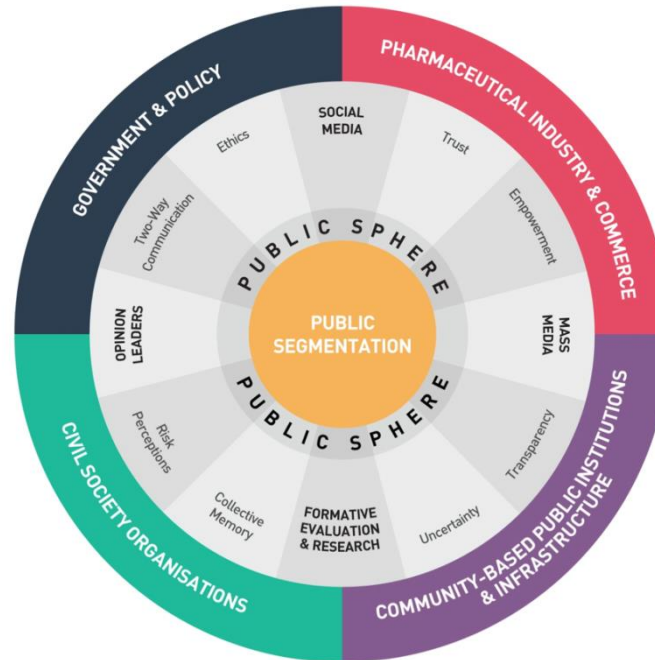 GOVERNMENT & POLICY
PHARMACEUTICAL INDUSTRY & COMMERCE
SOCIAL
MEDIA
Ethics
Trust
Two-Way
Communication
Empowerment
PUBLIC SPHERE
OPINION
LEADERS
PUBLIC
SEGMENTATION
MASS
MEDIA
PUBLIC SPHERE
Risk
Perceptions
Transparency
Collective
Memory
FORMATIVE
EVALUATION
& RESEARCH
Uncertainty
CIVIL SOCIETY ORGANISATIONS
COMMUNITY-BASED PUBLIC INSTITUTIONS
& INFRASTRUCTURE